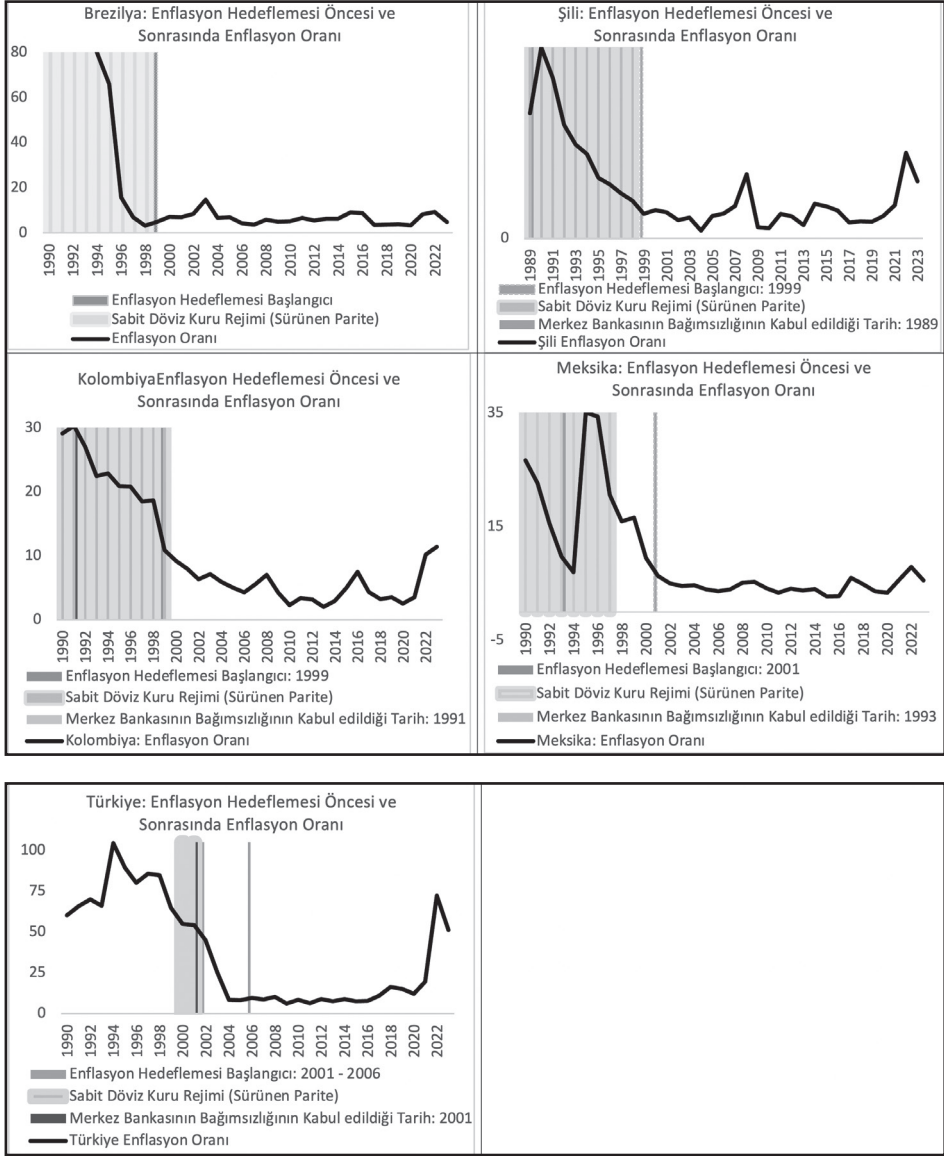 Brezilya: Enflasyon Hedeflemesi Öncesi ve
Sonrasında Enflasyon Oranı
80
60
40
20
0
1990 1992 1994 1996 1998 2000 2002 2004 2006 2008 2010 2012 2014 2016 2018 2020 2022
Enflasyon Hedeflemesi Başlangıcı
Sabit Döviz Kuru Rejimi (Sürünen Parite)
Enflasyon Oranı
Şili: Enflasyon Hedeflemesi Öncesi ve
Sonrasında Enflasyon Oranı
0
1989 1991 1993 1995 1997 1999 2001 2003 2005 2007 2009 2011 2013 2015 2017 2019 2021 2023
Enflasyon Hedeflemesi Başlangıcı: 1999
Sabit Döviz Kuru Rejimi (Sürünen Parite)
Merkez Bankasının Bağımsızlığının Kabul edildiği Tarih: 1989
Şili Enflasyon Oranı
KolombiyaEnflasyon Hedeflemesi Öncesi ve
Sonrasında Enflasyon Oranı
30
20
10
0
1990 1992 1994 1996 1998 2000 2002 2004 2006 2008 2010 2012 2014 2016 2018 2020 2022
Enflasyon Hedeflemesi Başlangıcı: 1999
Sabit Döviz Kuru Rejimi (Sürünen Parite)
Merkez Bankasının Bağımsızlığının Kabul edildiği Tarih: 1991
Kolombiya: Enflasyon Oranı
Meksika: Enflasyon Hedeflemesi Öncesi ve
Sonrasında Enflasyon Oranı
35
15
-5
1990 1992 1994 1996 1998 2000 2002 2004 2006 2008 2010 2012 2014 2016 2018 2020 2022
Enflasyon Hedeflemesi Başlangıcı: 2001
Sabit Döviz Kuru Rejimi (Sürünen Parite)
Merkez Bankasının Bağımsızlığının Kabul edildiği Tarih: 1993
Meksika: Enflasyon Oranı
Türkiye: Enflasyon Hedeflemesi Öncesi ve
Sonrasında Enflasyon Oranı
100
75
50
25
0
1990 1992 1994 1996 1998 2000 2002 2004 2006 2008 2010 2012 2014 2016 2018 2020 2022
Enflasyon Hedeflemesi Başlangıcı: 2001 - 2006
Sabit Döviz Kuru Rejimi (Sürünen Parite)
Merkez Bankasının Bağımsızlığının Kabul edildiği Tarih: 2001
Türkiye Enflasyon Oranı